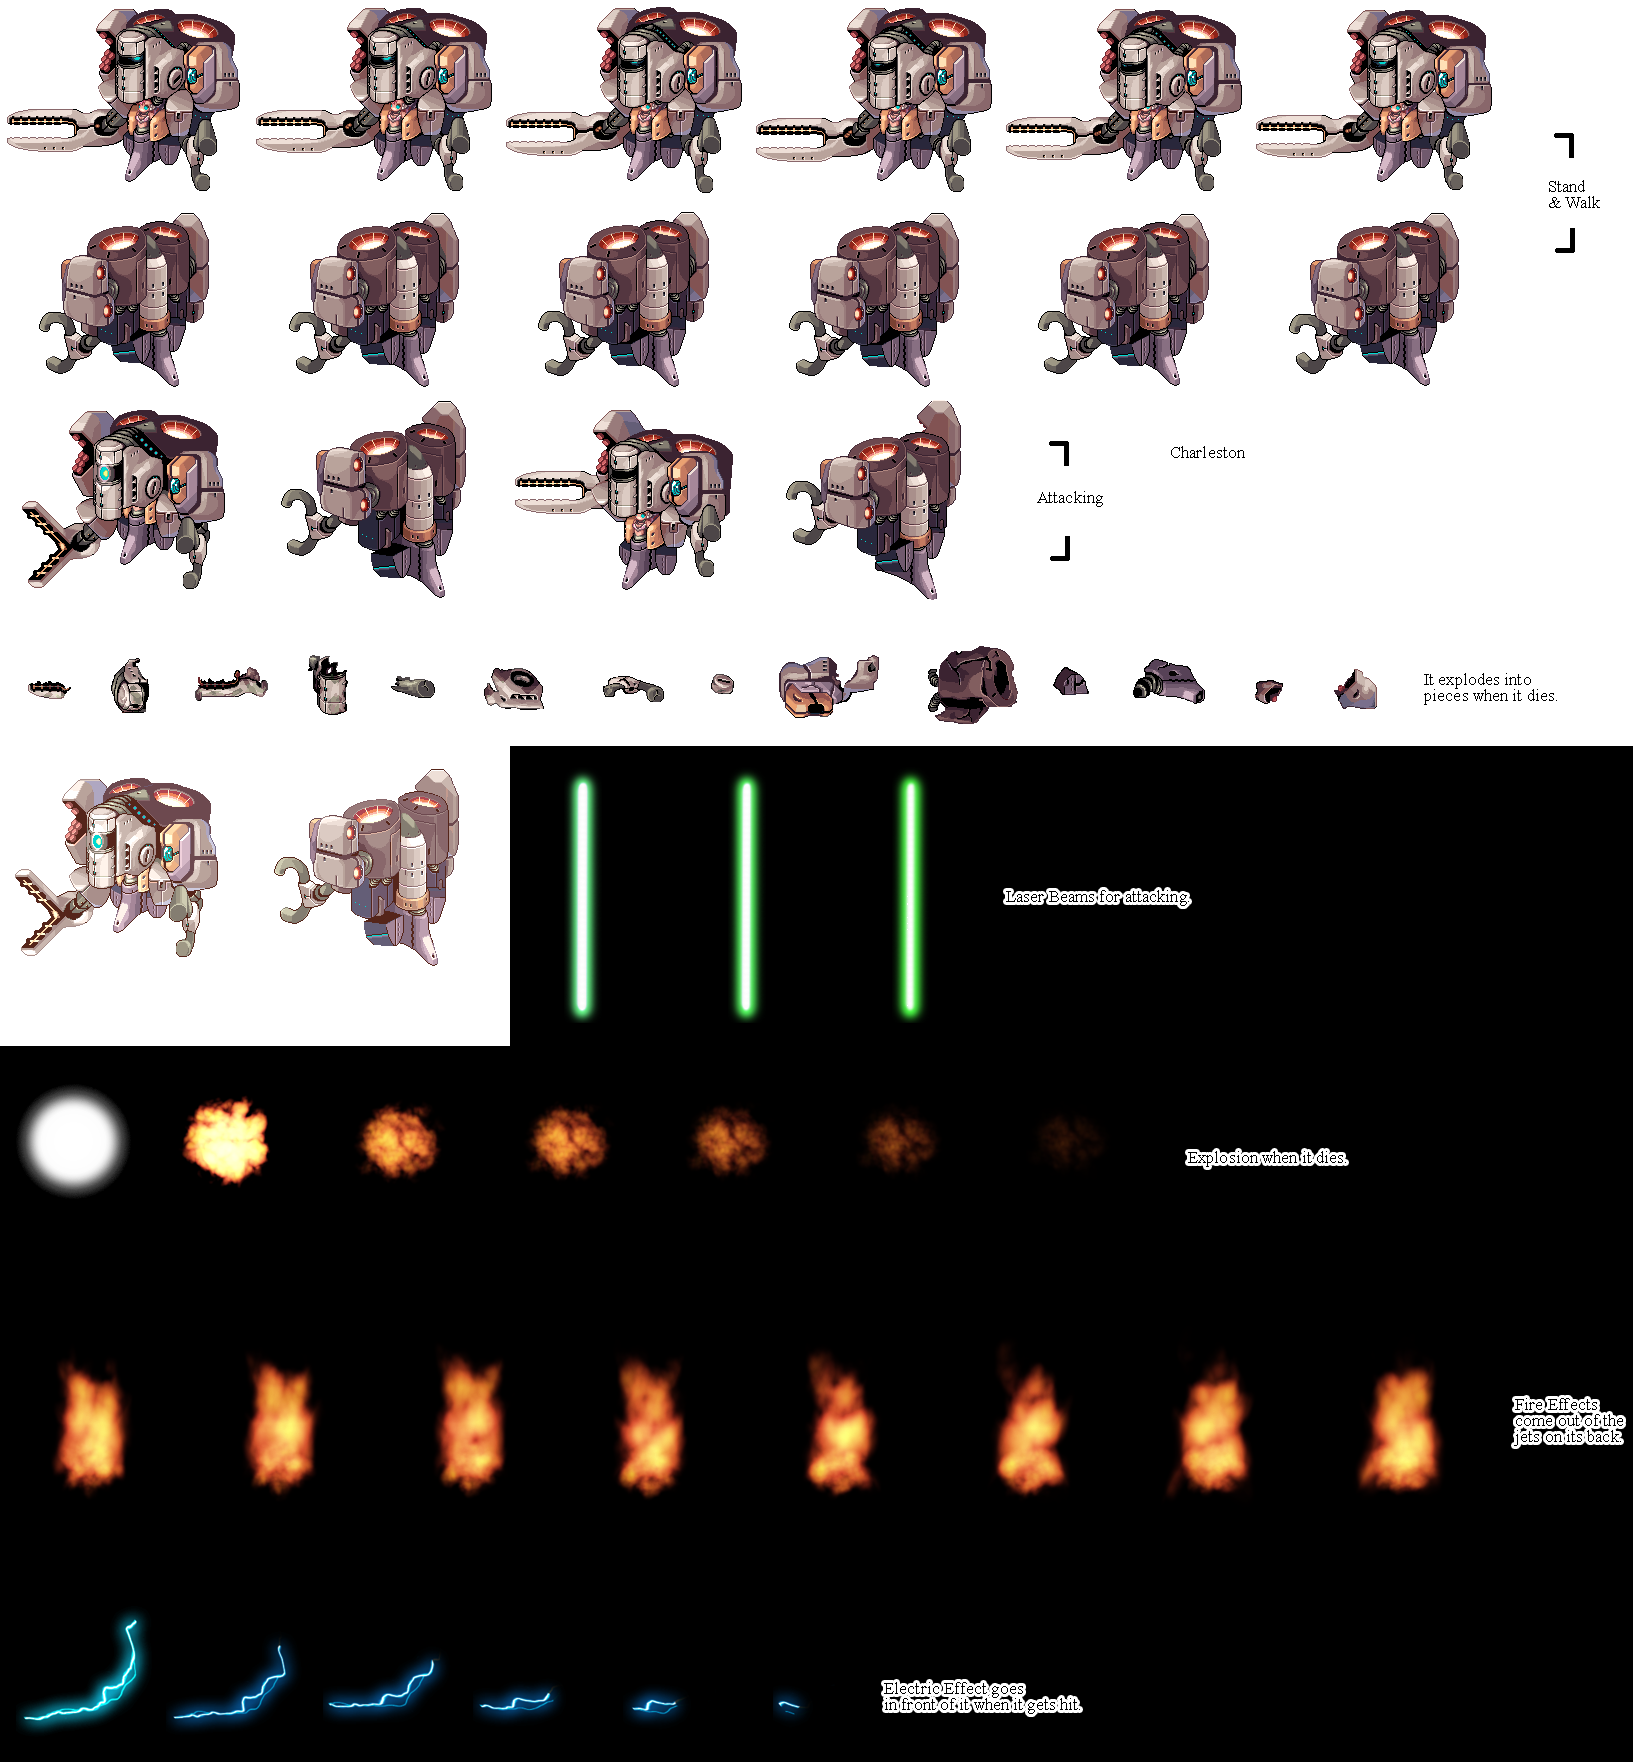 Stand
& Walk
Charleston
Attacking
It explodes into
pieces when it dies.
Laser Beams for attacking.
Explosion when it dies.
Fire Effects
come out of the
jets on its back.
Electric Effect goes
in front of it when it gets hit.